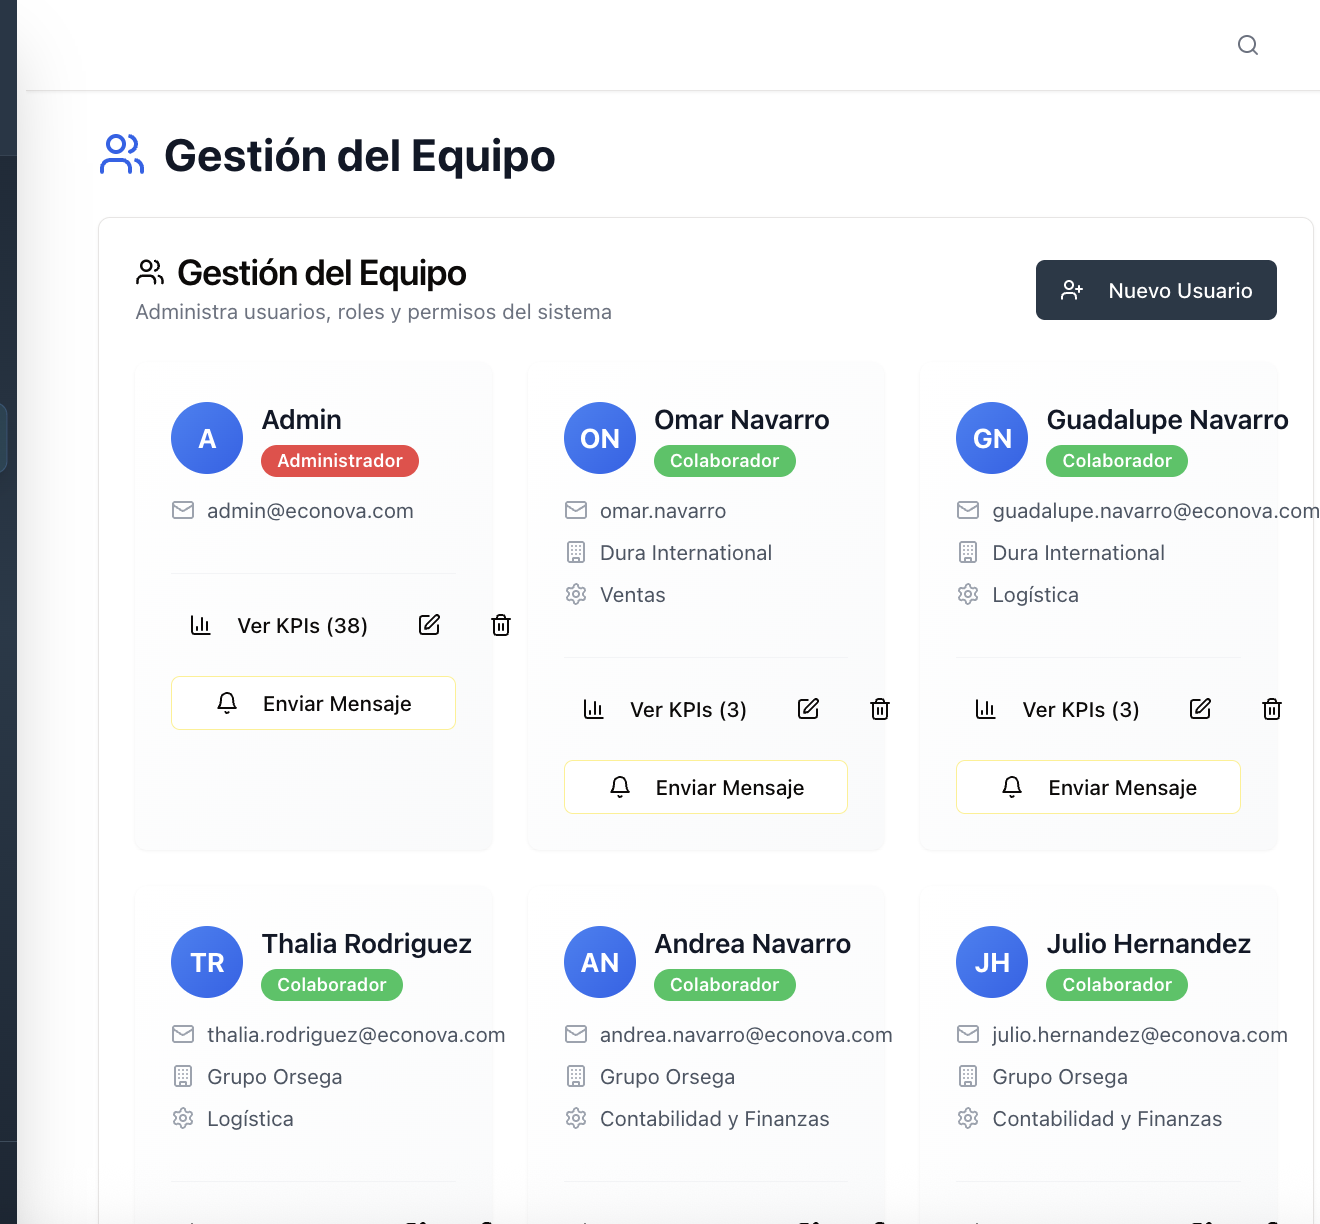 Gestión del Equipo
Gestión del Equipo
Administra usuarios, roles y permisos del sistema
Nuevo Usuario
A
Admin
Administrador
admin@econova.com
Ver KPIs (38)
Enviar Mensaje
ON
Omar Navarro
Colaborador
omar.navarro
Dura International
Ventas
Ver KPIs (3)
Enviar Mensaje
GN
Guadalupe Navarro
Colaborador
guadalupe.navarro@econova.com
Dura International
Logística
Ver KPIs (3)
Enviar Mensaje
TR
Thalia Rodriguez
Colaborador
thalia.rodriguez@econova.com
Grupo Orsega
Logística
AN
Andrea Navarro
Colaborador
andrea.navarro@econova.com
Grupo Orsega
Contabilidad y Finanzas
JH
Julio Hernandez
Colaborador
julio.hernandez@econova.com
Grupo Orsega
Contabilidad y Finanzas